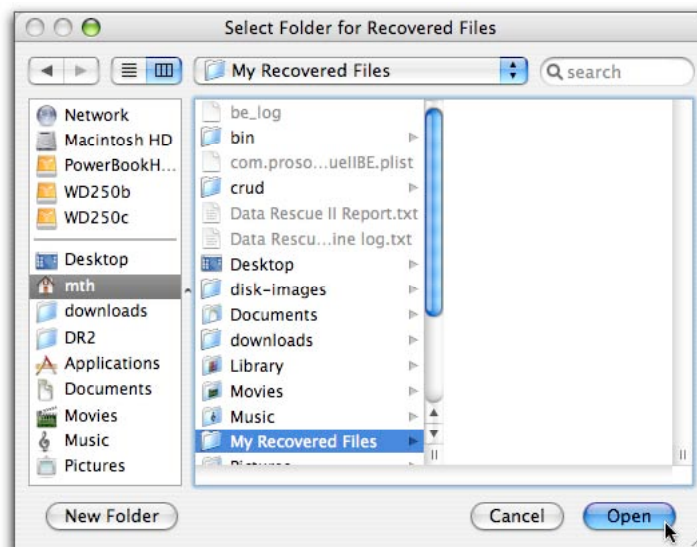 Select Folder for Recovered Files
My Recovered Files
search
Network
Macintosh HD
PowerBookH...
WD250b
WD250c
Desktop
mth
downloads
DR2
Applications
Documents
Movies
Music
Pictures
be_log
bin
com.proso...uellBE.plist
crud
Data Rescue II Report.txt
Data Rescu...ine log.txt
Desktop
disk-images
Documents
downloads
Library
Movies
Music
My Recovered Files
Pictures
New Folder
Cancel
Open